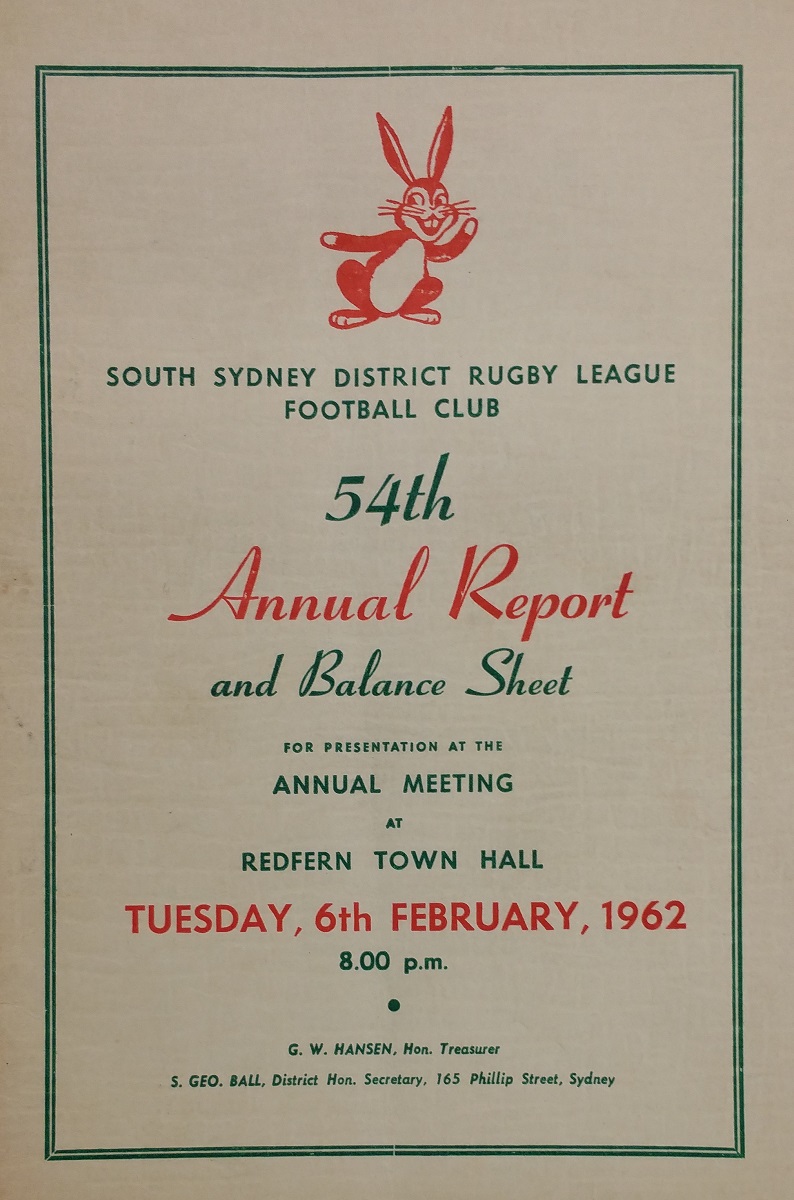 SOUTH SYDNEY DISTRICT RUGBY LEAGUE
FOOTBALL CLUB
54th
Annual Report
and Balance Sheet
FOR PRESENTATION AT THE
ANNUAL MEETING
AT
REDFERN TOWN HALL
TUESDAY, 6th FEBRUARY, 1962
8.00 p.m.
G. W. HANSEN, Hon. Treasurer
S. GEO. BALL, District Hon. Secretary, 165 Phillip Street, Sydney